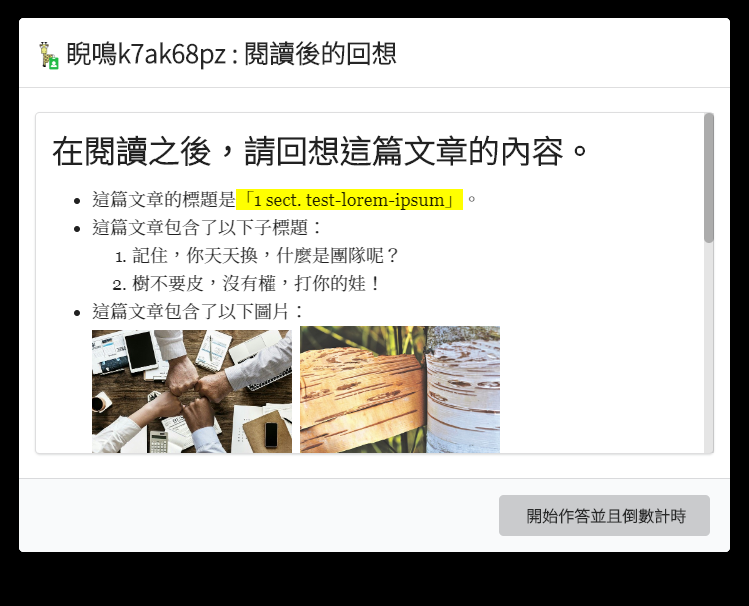 睨鳴k7ak68pz : 閱讀後的回想
在閱讀之後，請回想這篇文章的內容。
這篇文章的標題是「1 sect. test-lorem-ipsum」。
這篇文章包含了以下子標題：
1. 記住，你天天換，什麼是團隊呢？
2. 樹不要皮，沒有權，打你的娃！
這篇文章包含了以下圖片：
開始作答並且倒數計時